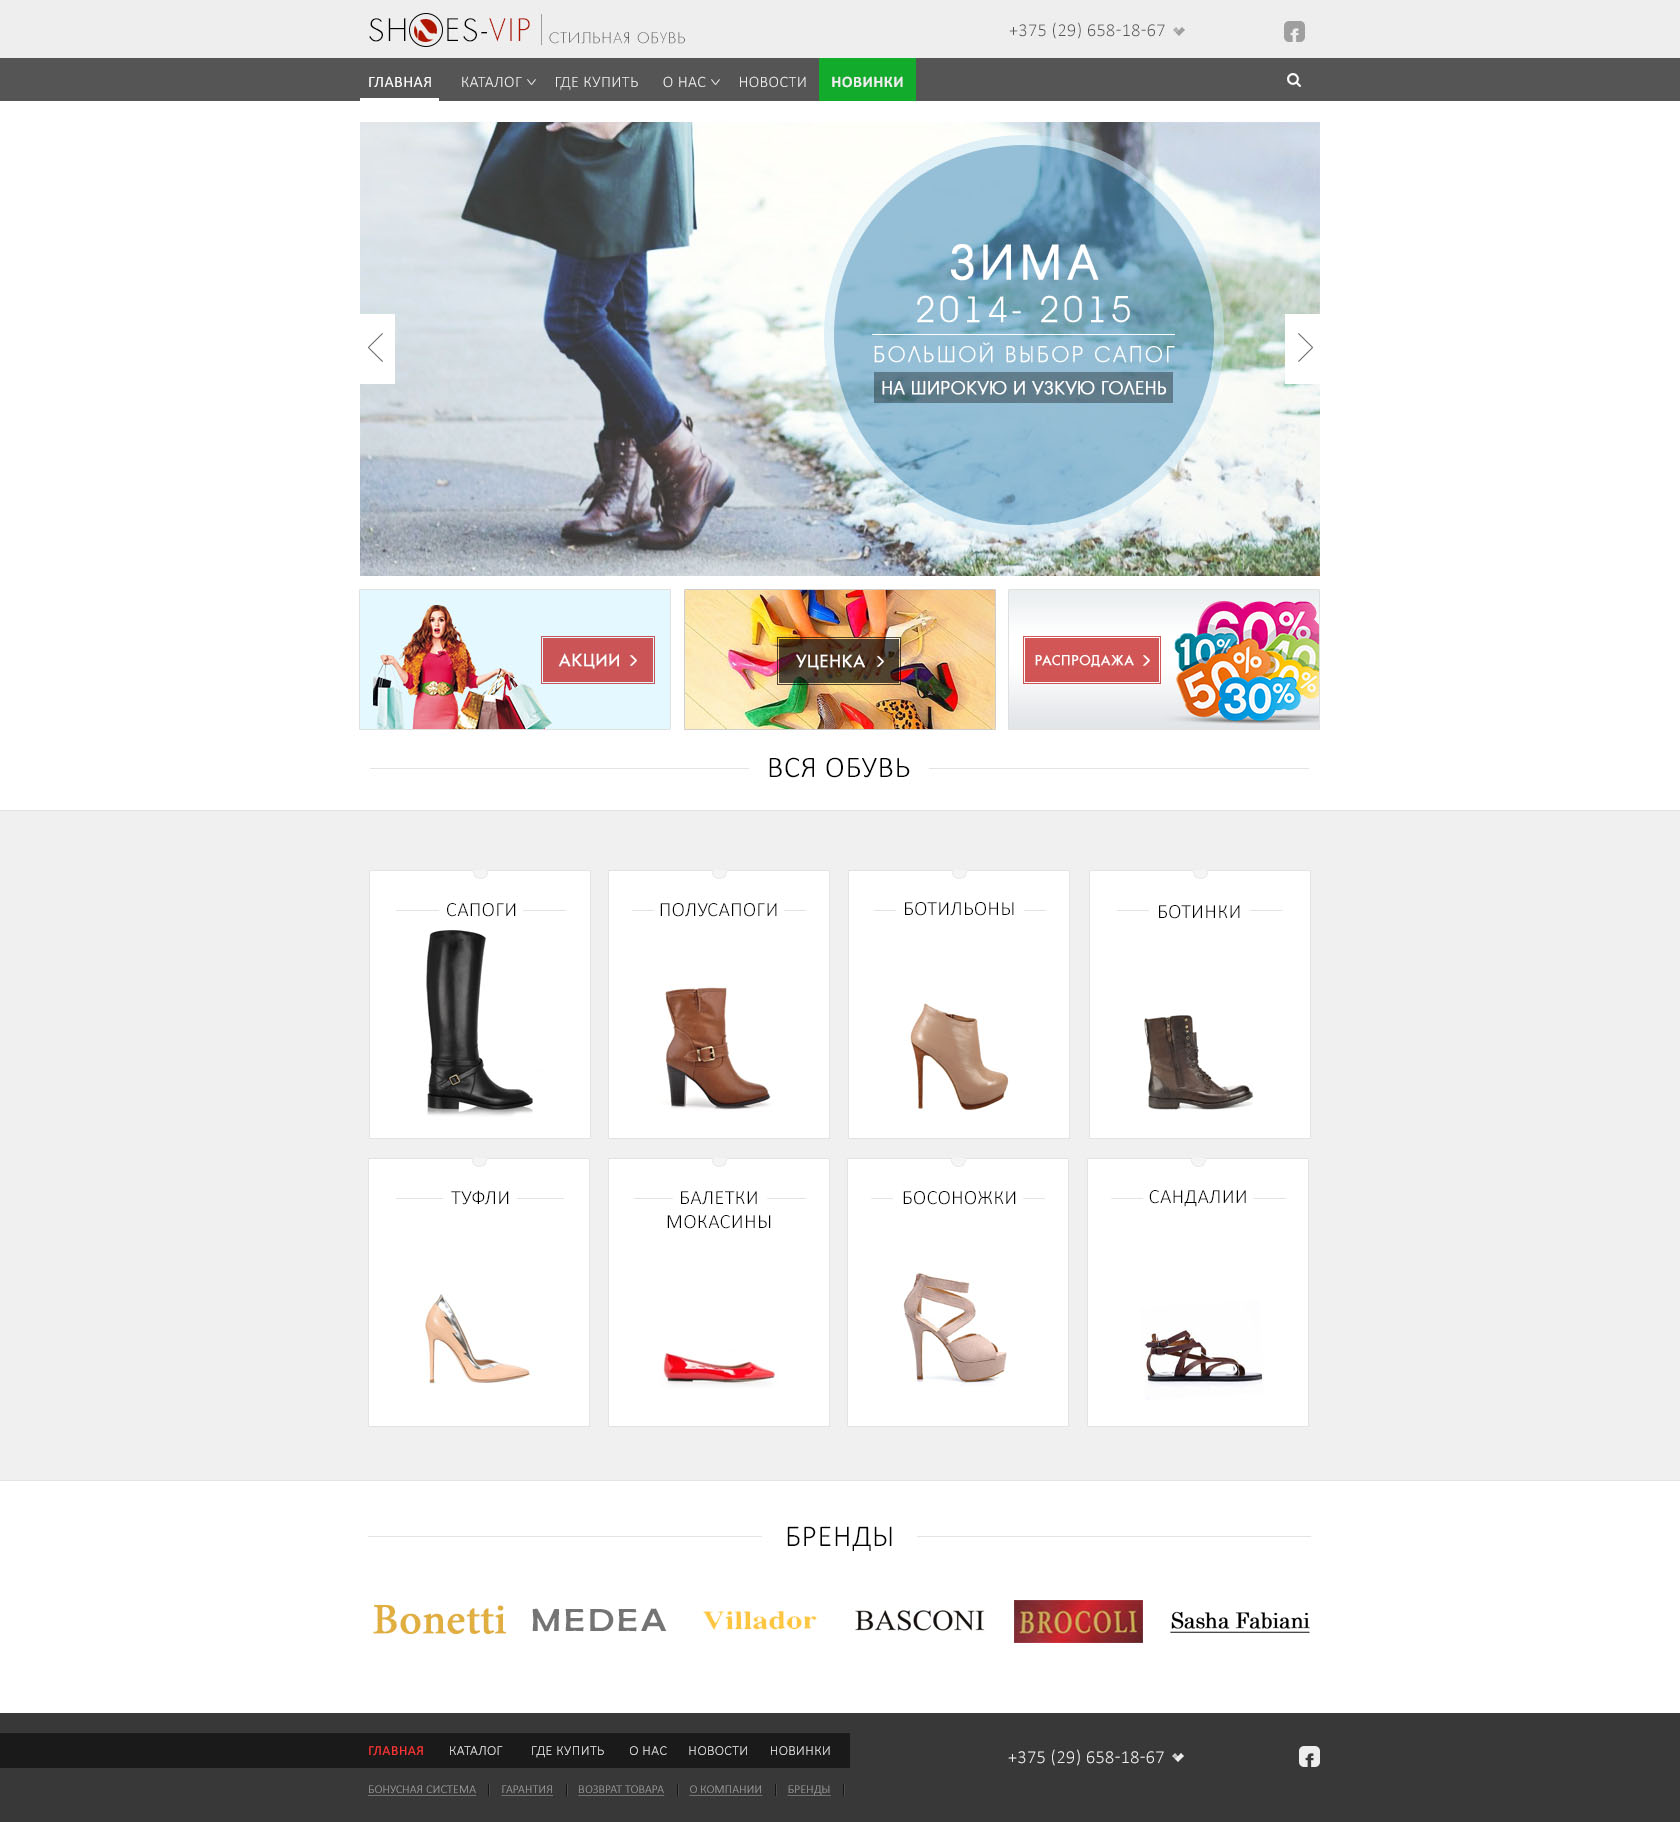 SHOES-VIP СТИЛЬНАЯ ОБУВЬ
+375 (29) 658-18-67
ГЛАВНАЯ КАТАЛОГ ГДЕ КУПИТЬ О НАС НОВОСТИ НОВИНКИ
ЗИМА
2014- 2015
БОЛЬШОЙ ВЫБОР САПОГ
НА ШИРОКУЮ И УЗКУЮ ГОЛЕНЬ
АКЦИИ
УЦЕНКА
РАСПРОДАЖА
60%
10%
50%
30%
ВСЯ ОБУВЬ
САПОГИ ПОЛУСАПОГИ БОТИЛЬОНЫ БОТИНКИ
ТУФЛИ БАЛЕТКИ БОСОНОЖКИ САНДАЛИИ
МОКАСИНЫ
БРЕНДЫ
Bonetti MEDEA Villador BASCONI BROCOLI Sasha Fabiani
ГЛАВНАЯ КАТАЛОГ ГДЕ КУПИТЬ О НАС НОВОСТИ НОВИНКИ
+375 (29) 658-18-67
БОНУСНАЯ СИСТЕМА ГАРАНТИЯ ВОЗВРАТ ТОВАРА О КОМПАНИИ БРЕНДЫ